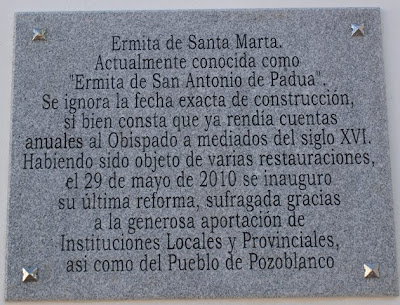 Ermita de Santa Marta.
Actualmente conocida como
"Ermita de San Antonio de Padua".
Se ignora la fecha exacta de construcción,
si bien consta que ya rendía cuentas
anuales al Obispado a mediados del siglo XVI.
Habiendo sido objeto de varias restauraciones,
el 29 de mayo de 2010 se inauguro
su última reforma, sufragada gracias
a la generosa aportación de
Instituciones Locales y Provinciales,
asi como del Pueblo de Pozoblanco